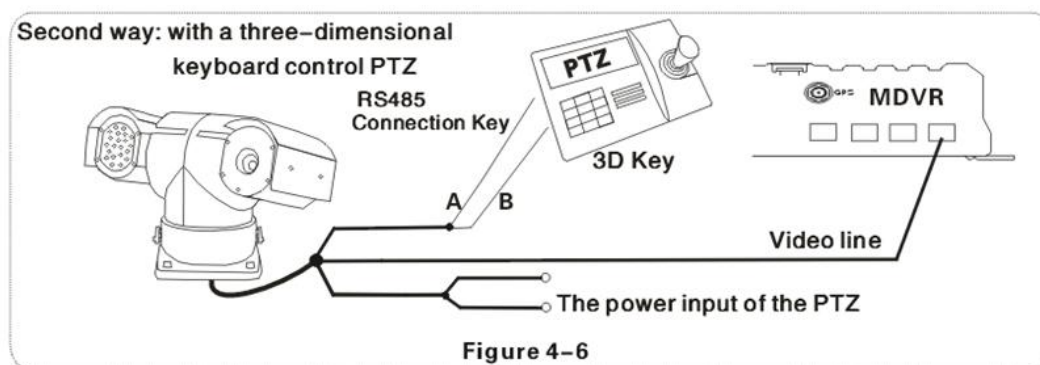 Second way: with a three-dimensional
keyboard control PTZ
RS485
Connection Key
PTZ
3D Key
A
B
GPS
MDVR
Video line
The power input of the PTZ
Figure 4-6